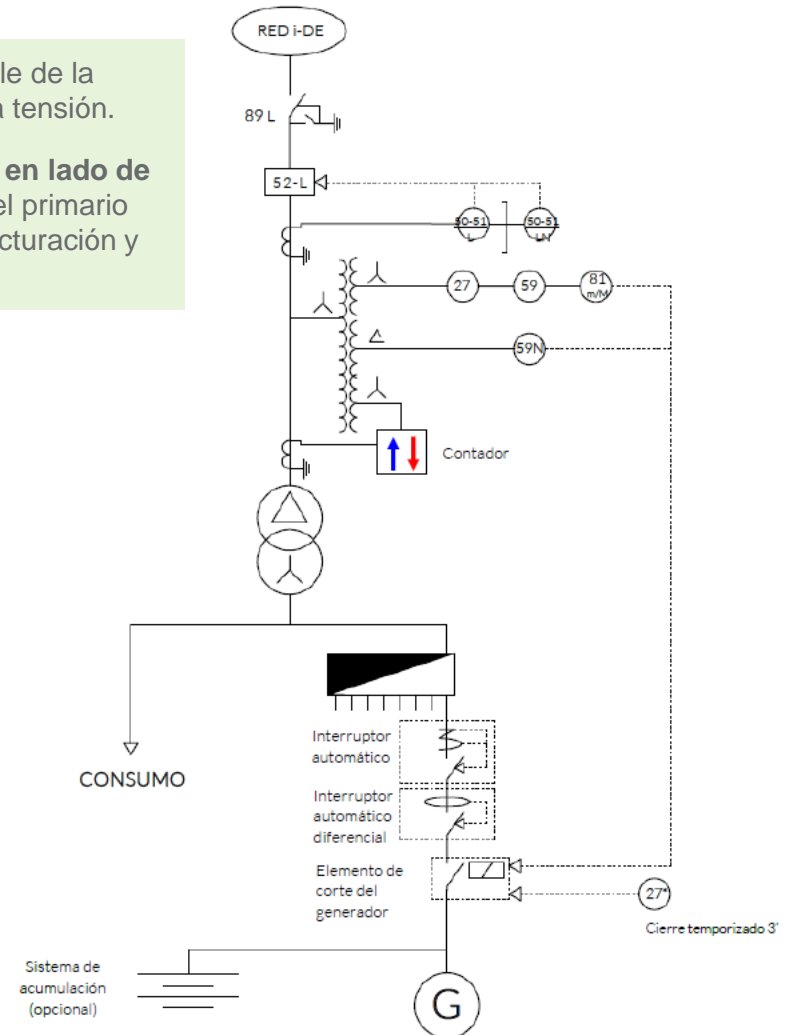 RED i-DE
le de la
a tensión.
en lado de
el primario
cturación y
89 L
52-L
50-51
L
50-51
LN
27
59
81
m/M
59N
Contador
CONSUMO
Interruptor
automático
Interruptor
automático
diferencial
Elemento de
corte del
generador
27*
Cierre temporizado 3'
Sistema de
acumulación
(opcional)
G